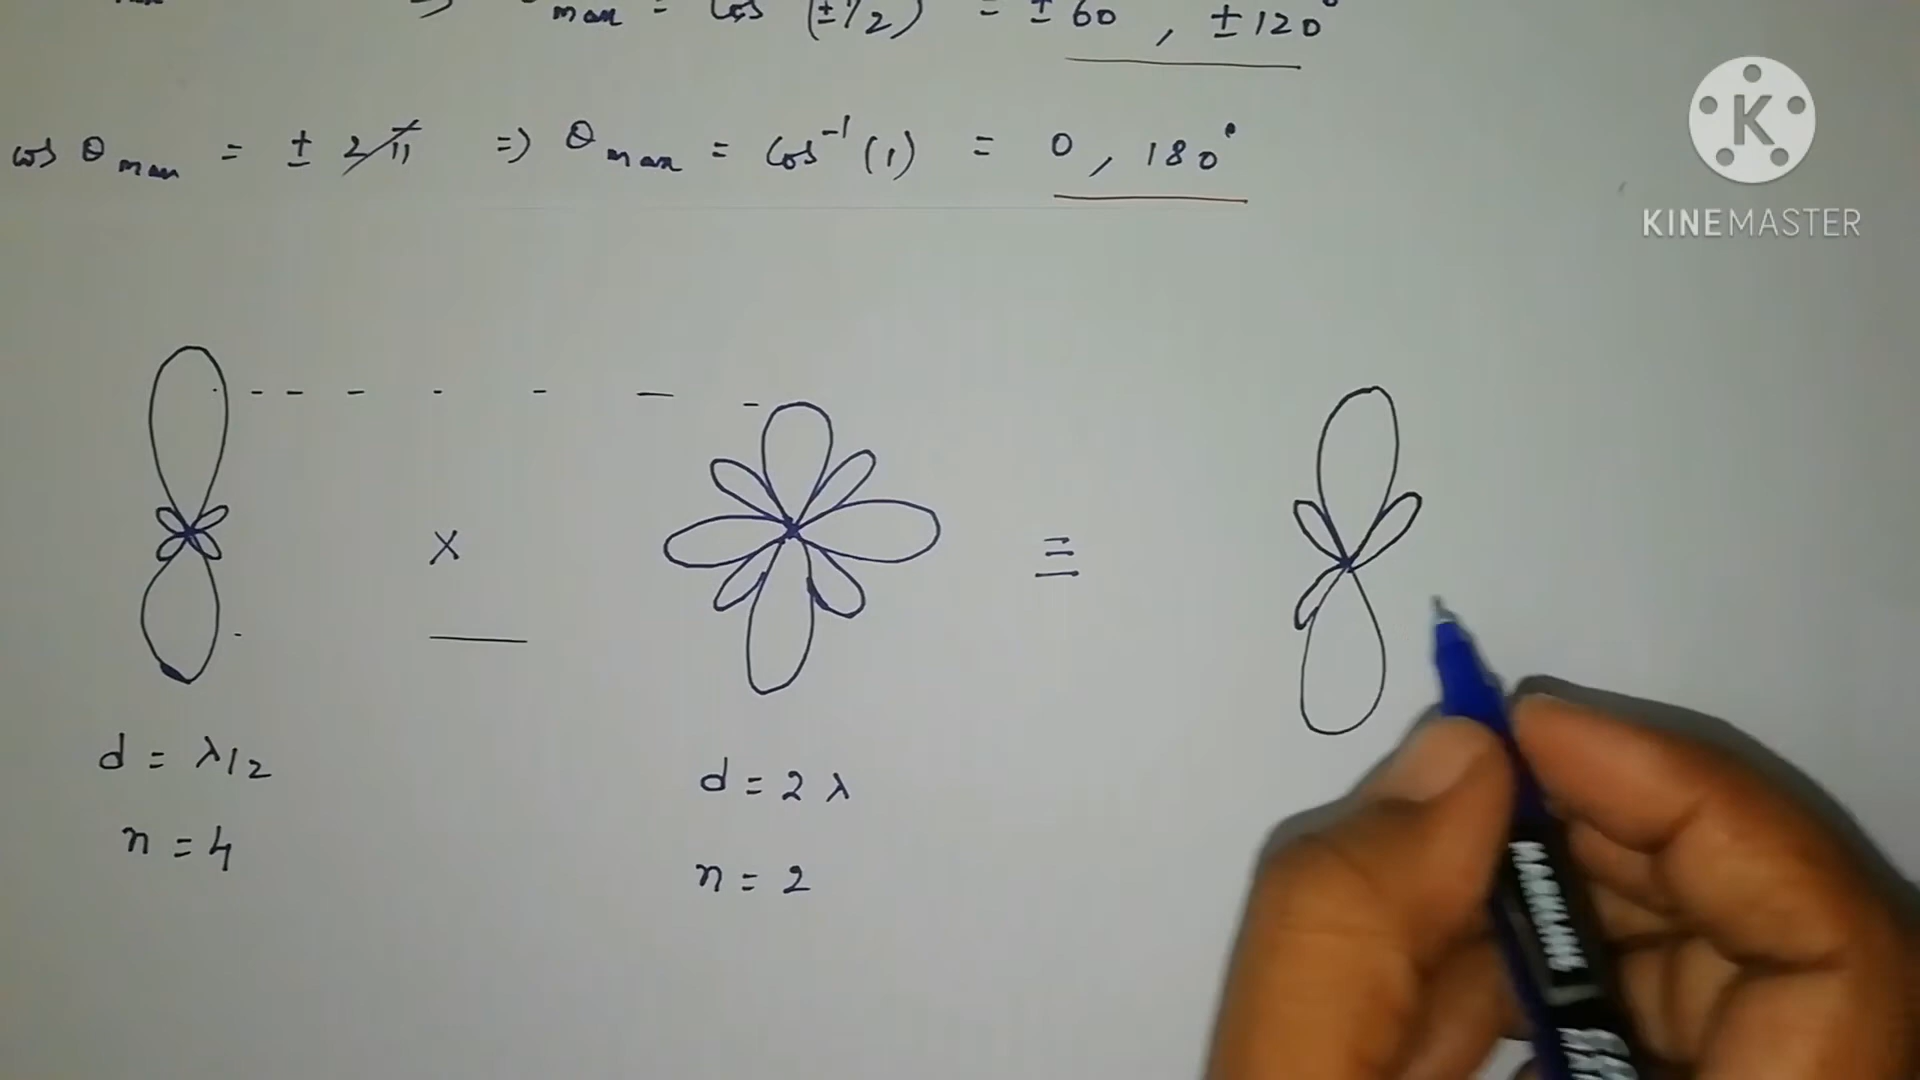 ⇒ θmax = cos⁻¹(±1/2) = ±60, ±120°
cos θmax = ± 2π ⇒ θmax = cos⁻¹(1) = 0, 180°
K
KINEMASTER
× ≡
d = λ/2
n = 4
d = 2λ
n = 2